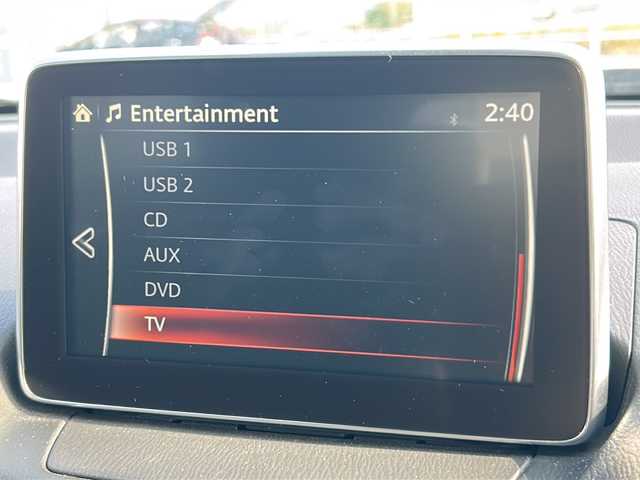 Entertainment 2:40
USB 1
USB 2
CD
AUX
DVD
TV